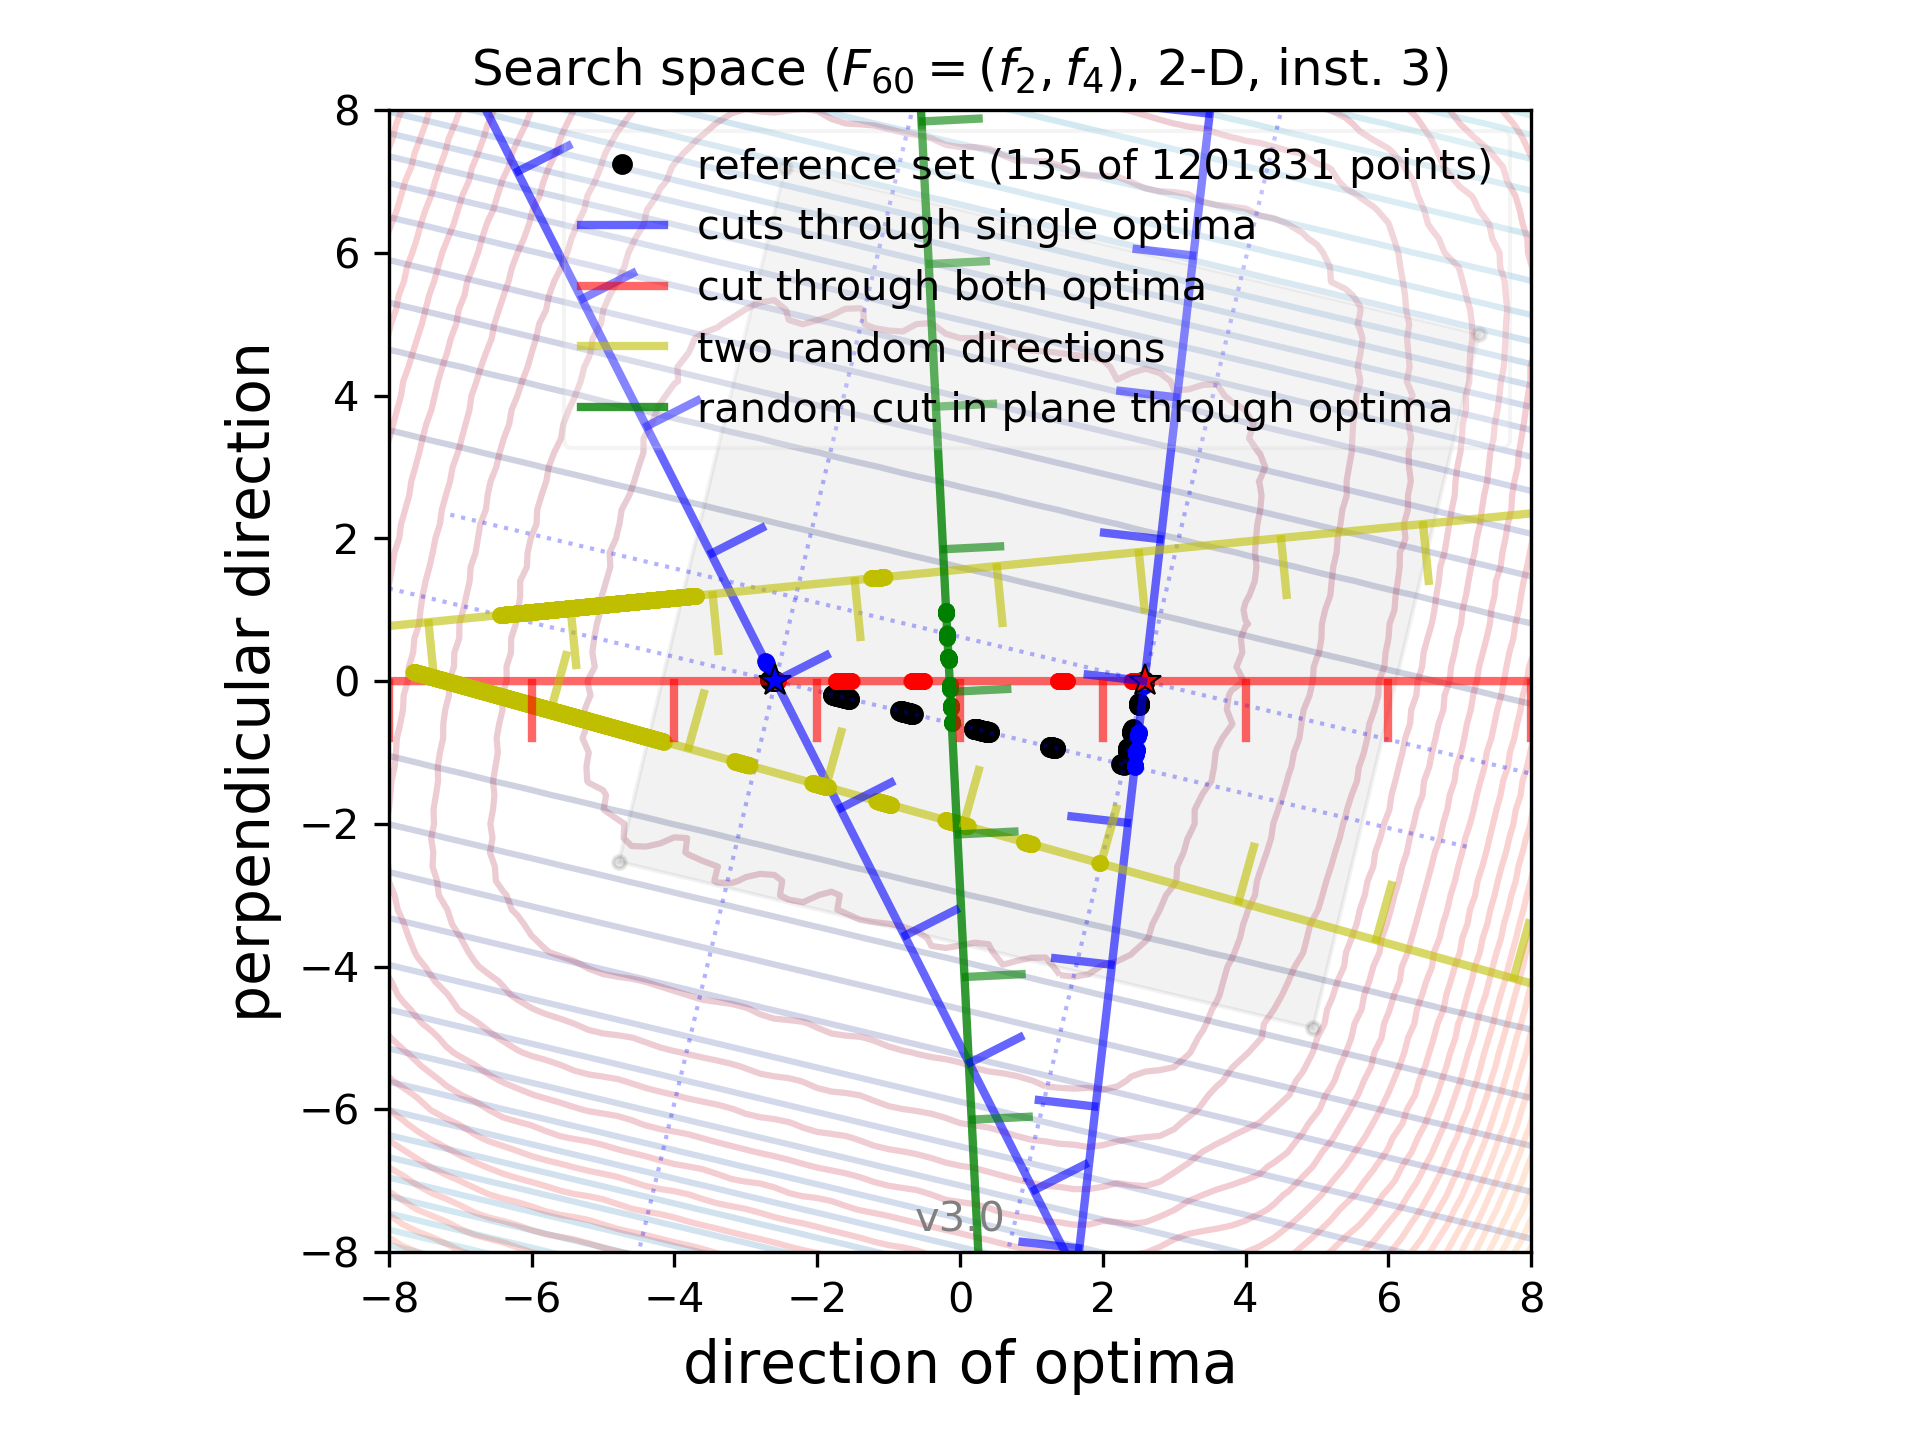 Search space (F₆₀ = (f₂, f₄), 2-D, inst. 3)
reference set (135 of 1201831 points)
cuts through single optima
cut through both optima
two random directions
random cut in plane through optima
8
6
4
2
0
−2
−4
−6
−8
perpendicular direction
v3.0
−8 −6 −4 −2 0 2 4 6 8
direction of optima